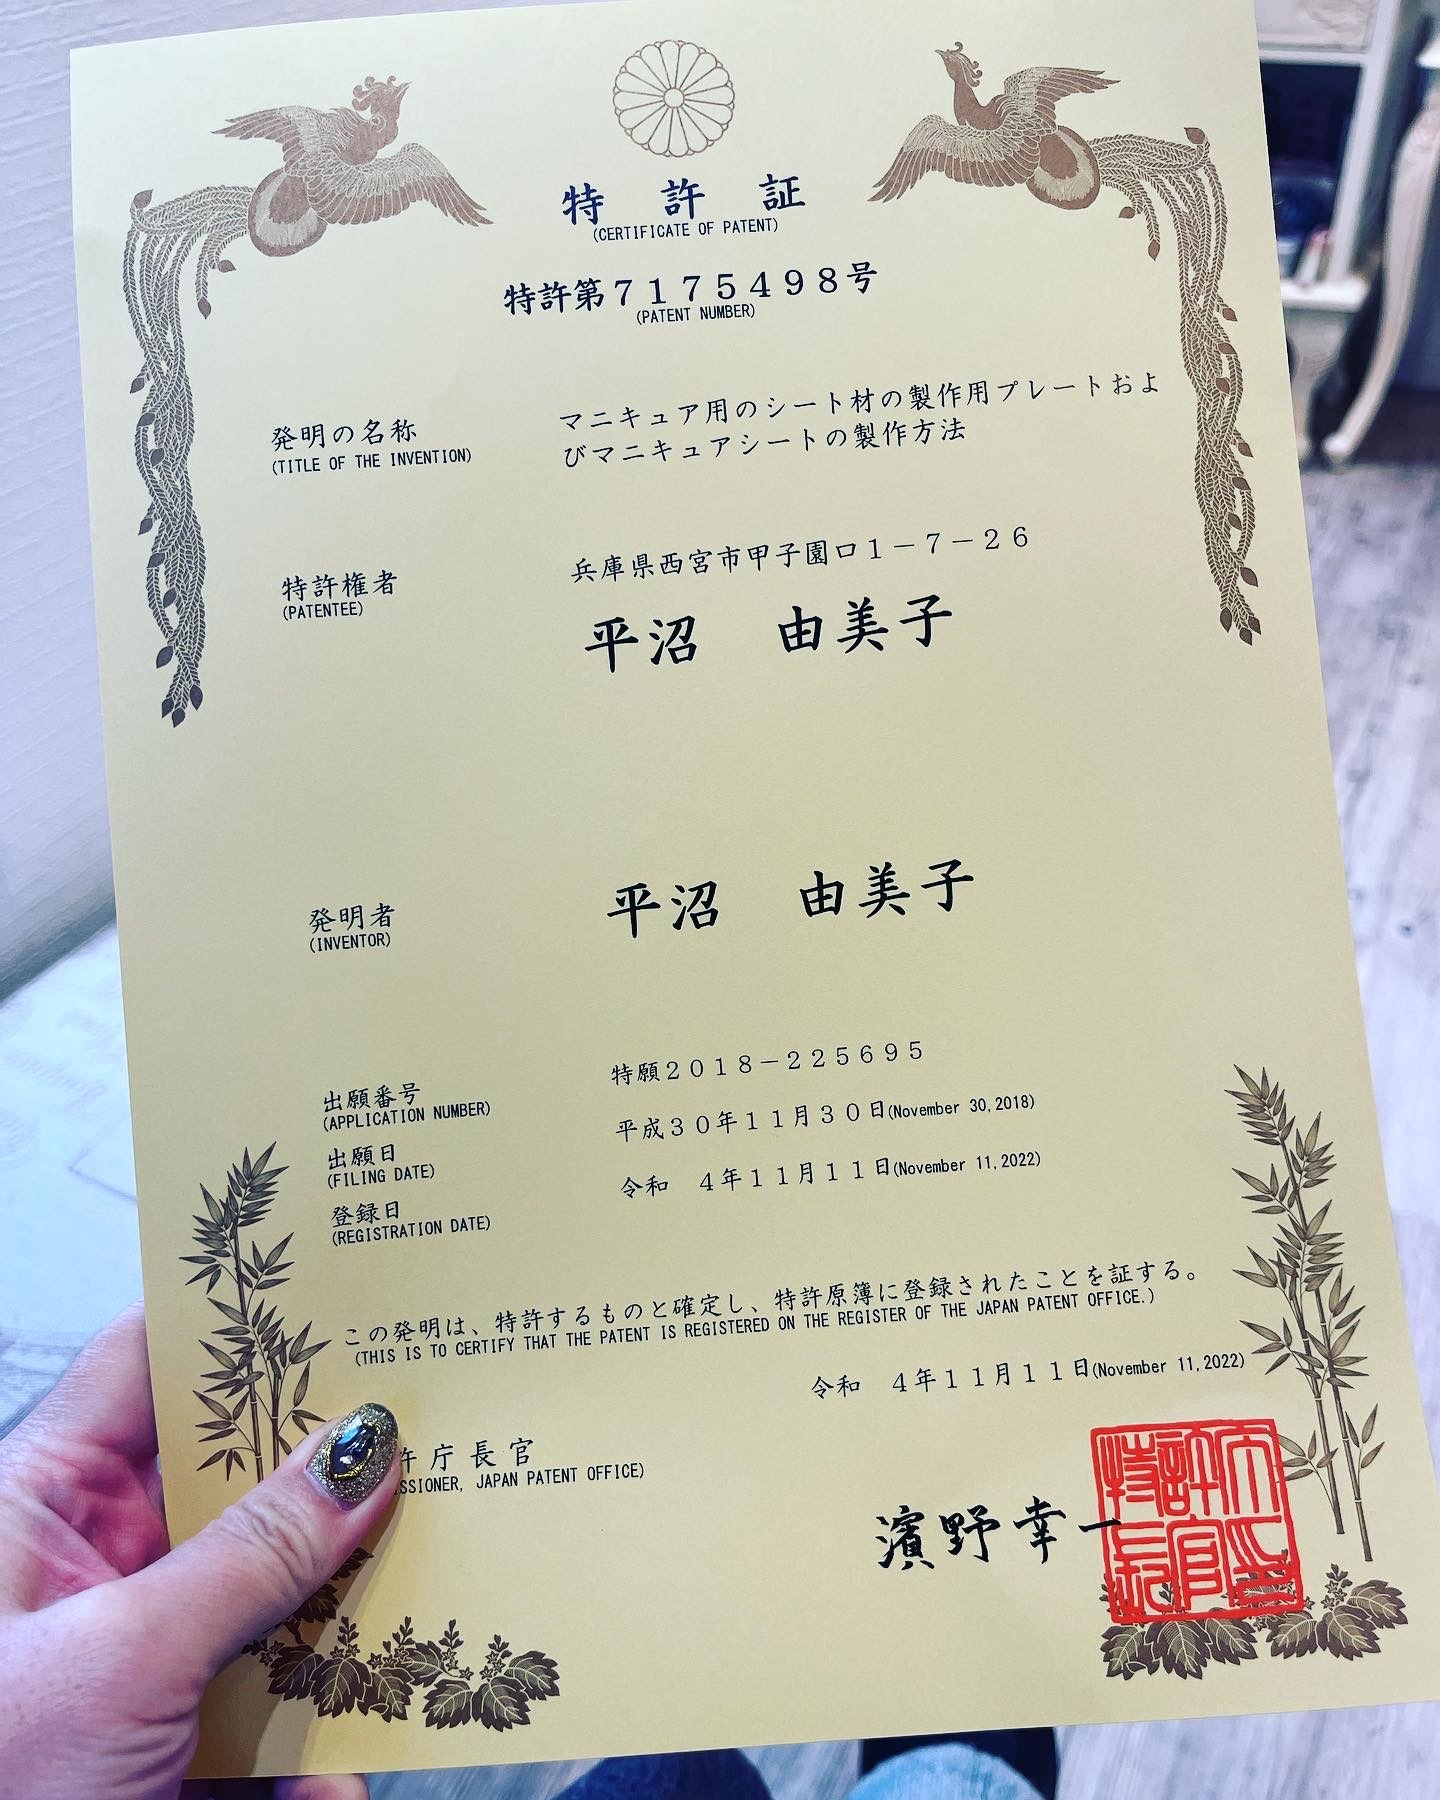 特許証
(CERTIFICATE OF PATENT)
特許第7175498号
(PATENT NUMBER)
発明の名称
(TITLE OF THE INVENTION)
マニキュア用のシート材の製作用プレートおよ
びマニキュアシートの製作方法
特許権者
(PATENTEE)
兵庫県西宮市甲子園口1-7-26
平沼 由美子
発明者
(INVENTOR)
平沼 由美子
出願番号
(APPLICATION NUMBER)
特願2018-225695
出願日
(FILING DATE)
平成30年11月30日(November 30,2018)
登録日
(REGISTRATION DATE)
令和 4年11月11日(November 11,2022)
この発明は、特許するものと確定し、特許原簿に登録されたことを証する。
(THIS IS TO CERTIFY THAT THE PATENT IS REGISTERED ON THE REGISTER OF THE JAPAN PATENT OFFICE.)
令和 4年11月11日(November 11,2022)
許庁長官
SSIONER, JAPAN PATENT OFFICE)
濱野幸一
特許庁長官之印